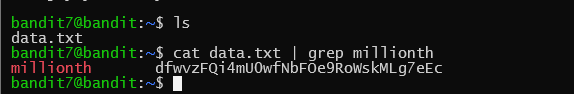 bandit7@bandit:~$ ls
data.txt
bandit7@bandit:~$ cat data.txt | grep millionth
millionth dfwvzFQi4mU0wfNbFOe9RoWskMLg7eEc
bandit7@bandit:~$